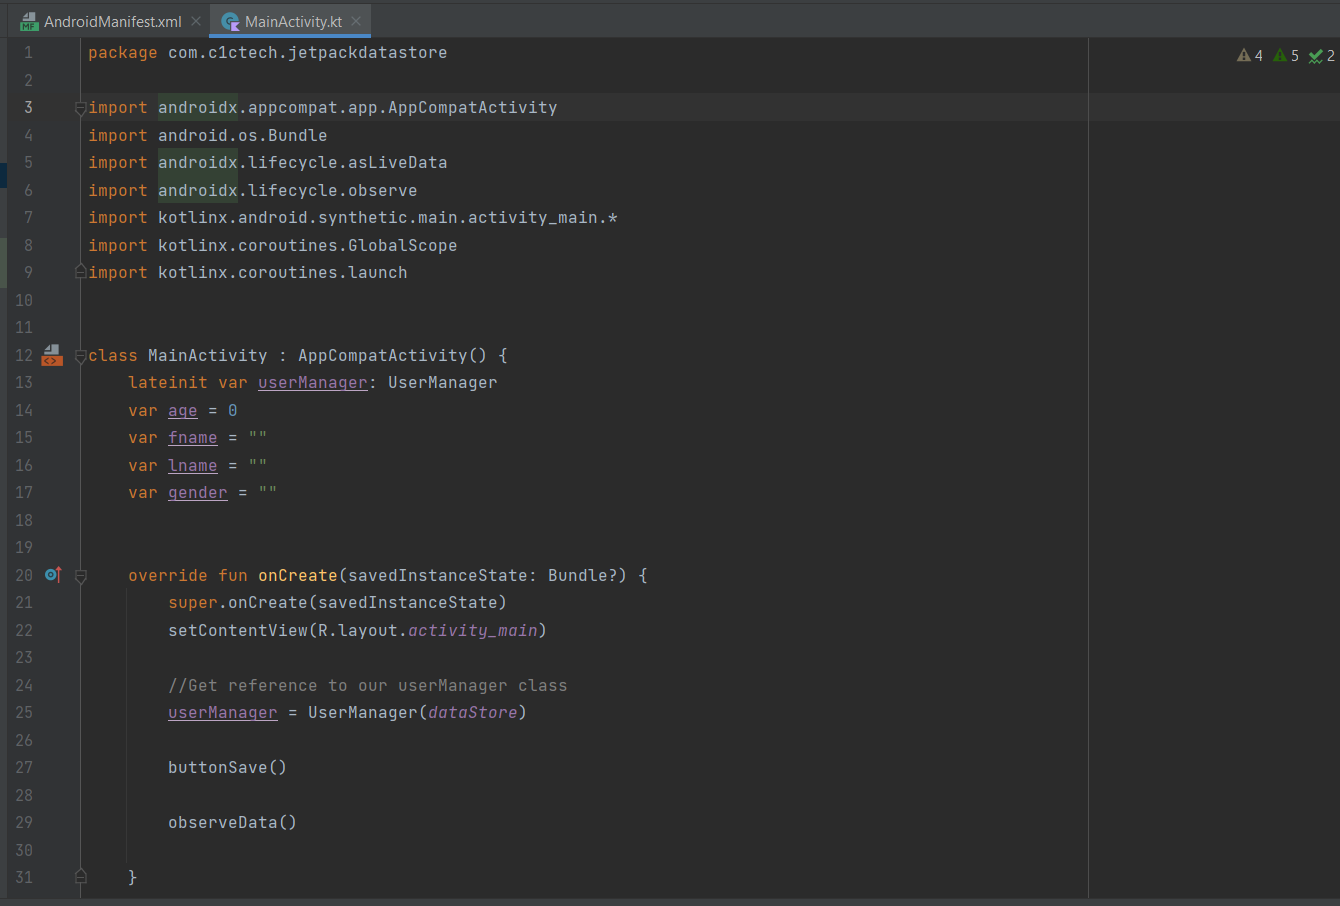 AndroidManifest.xml MainActivity.kt
1 package com.c1ctech.jetpackdatastore 4 5 2
2
3 import androidx.appcompat.app.AppCompatActivity
4 import android.os.Bundle
5 import androidx.lifecycle.asLiveData
6 import androidx.lifecycle.observe
7 import kotlinx.android.synthetic.main.activity_main.*
8 import kotlinx.coroutines.GlobalScope
9 import kotlinx.coroutines.launch
10
11
12 class MainActivity : AppCompatActivity() {
13 lateinit var userManager: UserManager
14 var age = 0
15 var fname = ""
16 var lname = ""
17 var gender = ""
18
19
20 override fun onCreate(savedInstanceState: Bundle?) {
21 super.onCreate(savedInstanceState)
22 setContentView(R.layout.activity_main)
23
24 //Get reference to our userManager class
25 userManager = UserManager(dataStore)
26
27 buttonSave()
28
29 observeData()
30
31 }